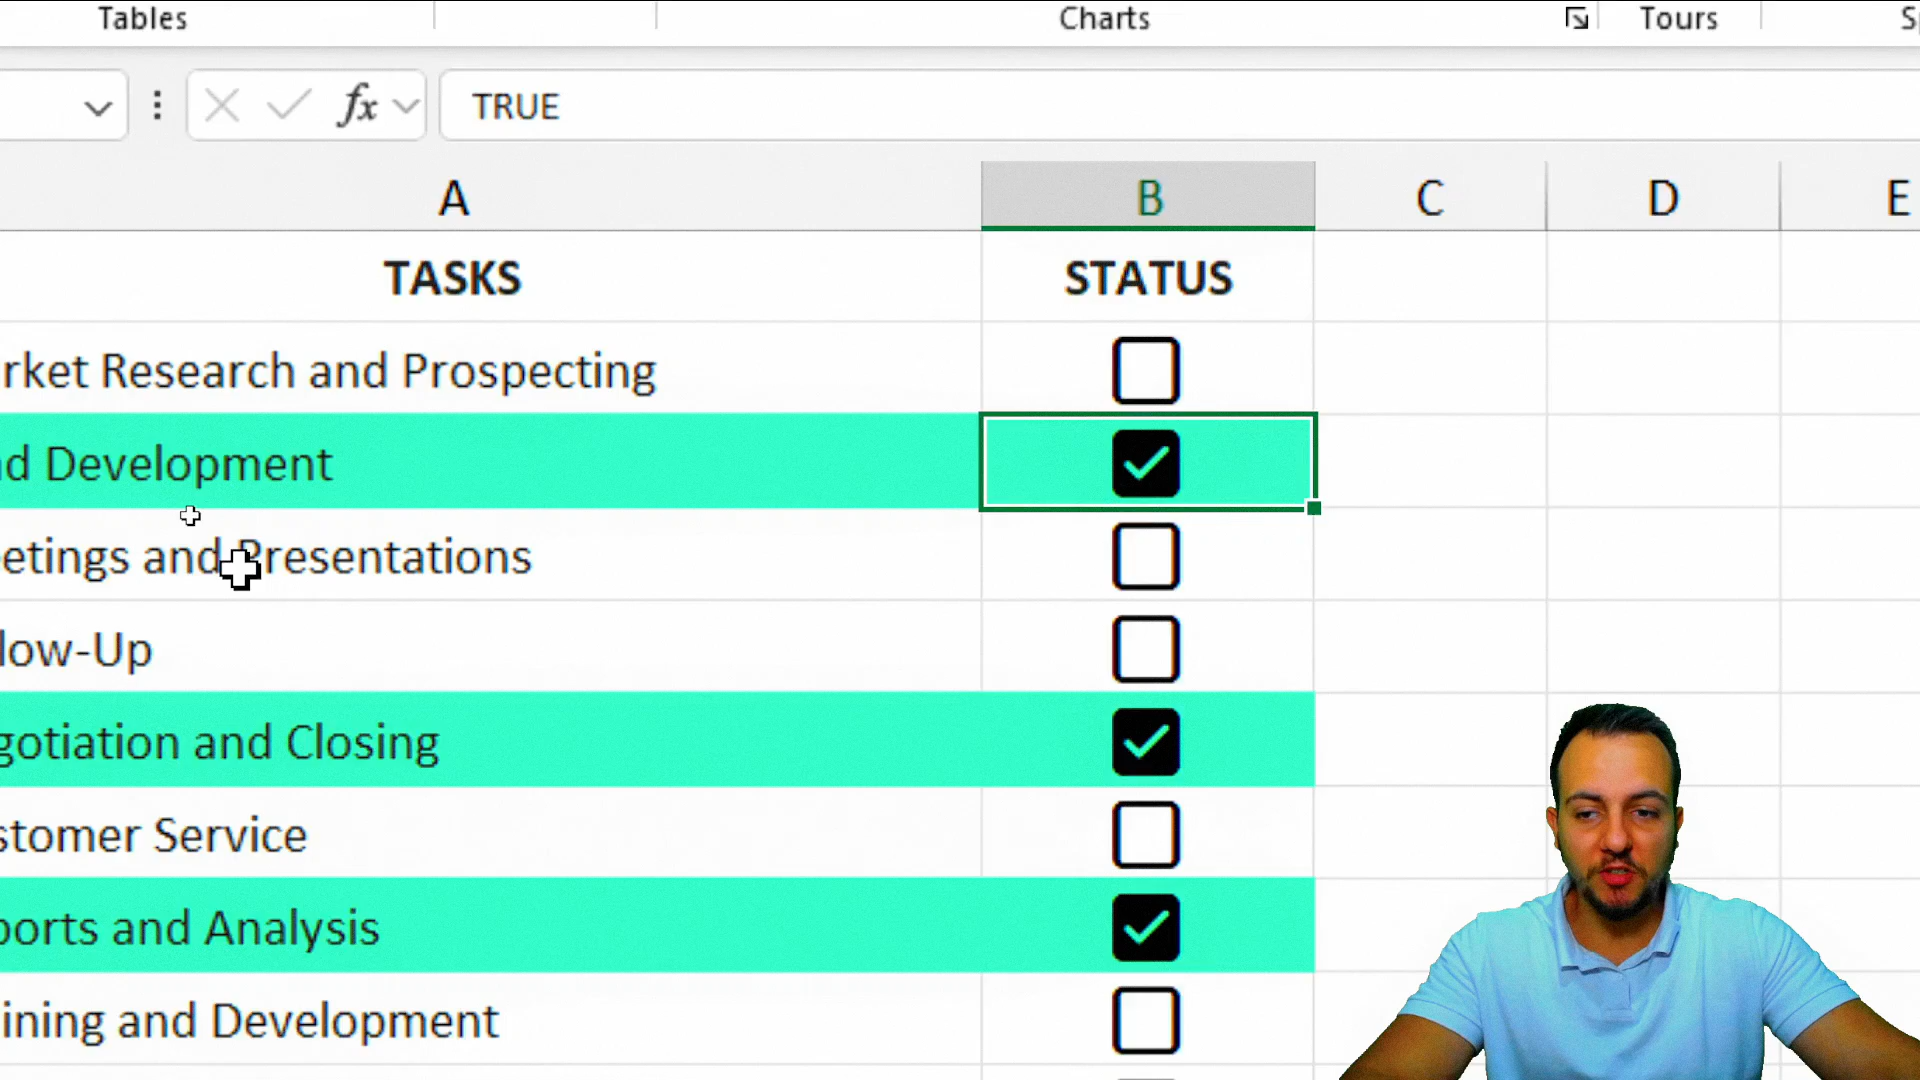 Tables Charts Tours
fx TRUE
A B C D E
TASKS STATUS
rket Research and Prospecting
d Development
etings and Presentations
low-Up
gotiation and Closing
stomer Service
ports and Analysis
ining and Development